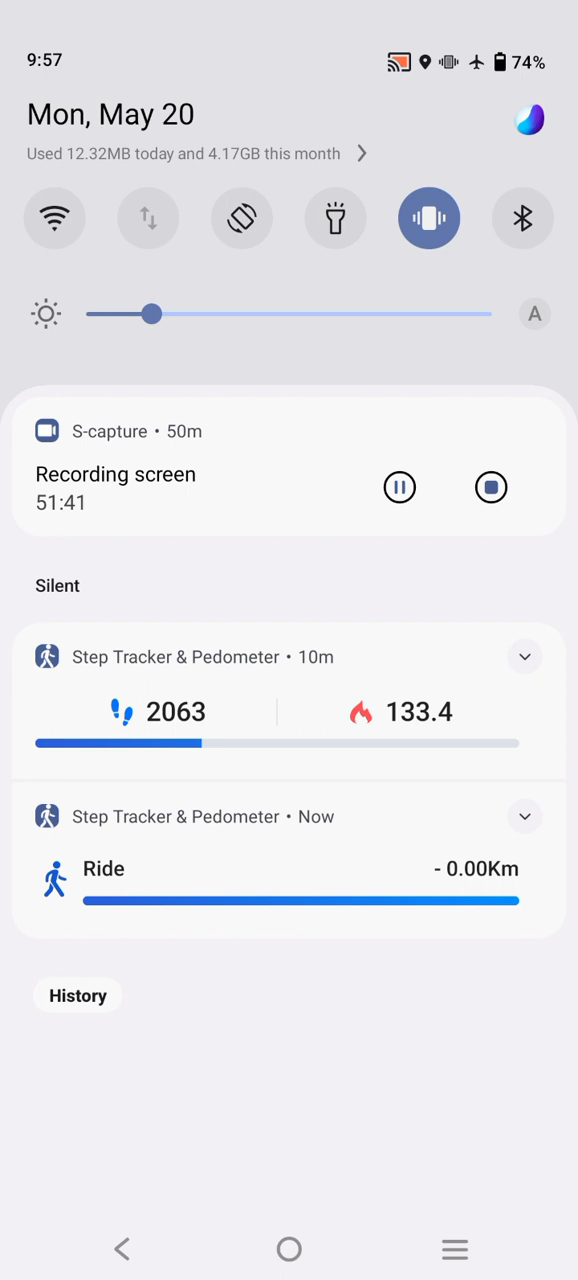 9:57
74%
Mon, May 20
Used 12.32MB today and 4.17GB this month
A
S-capture • 50m
Recording screen
51:41
Silent
Step Tracker & Pedometer • 10m
2063
133.4
Step Tracker & Pedometer • Now
Ride
- 0.00Km
History